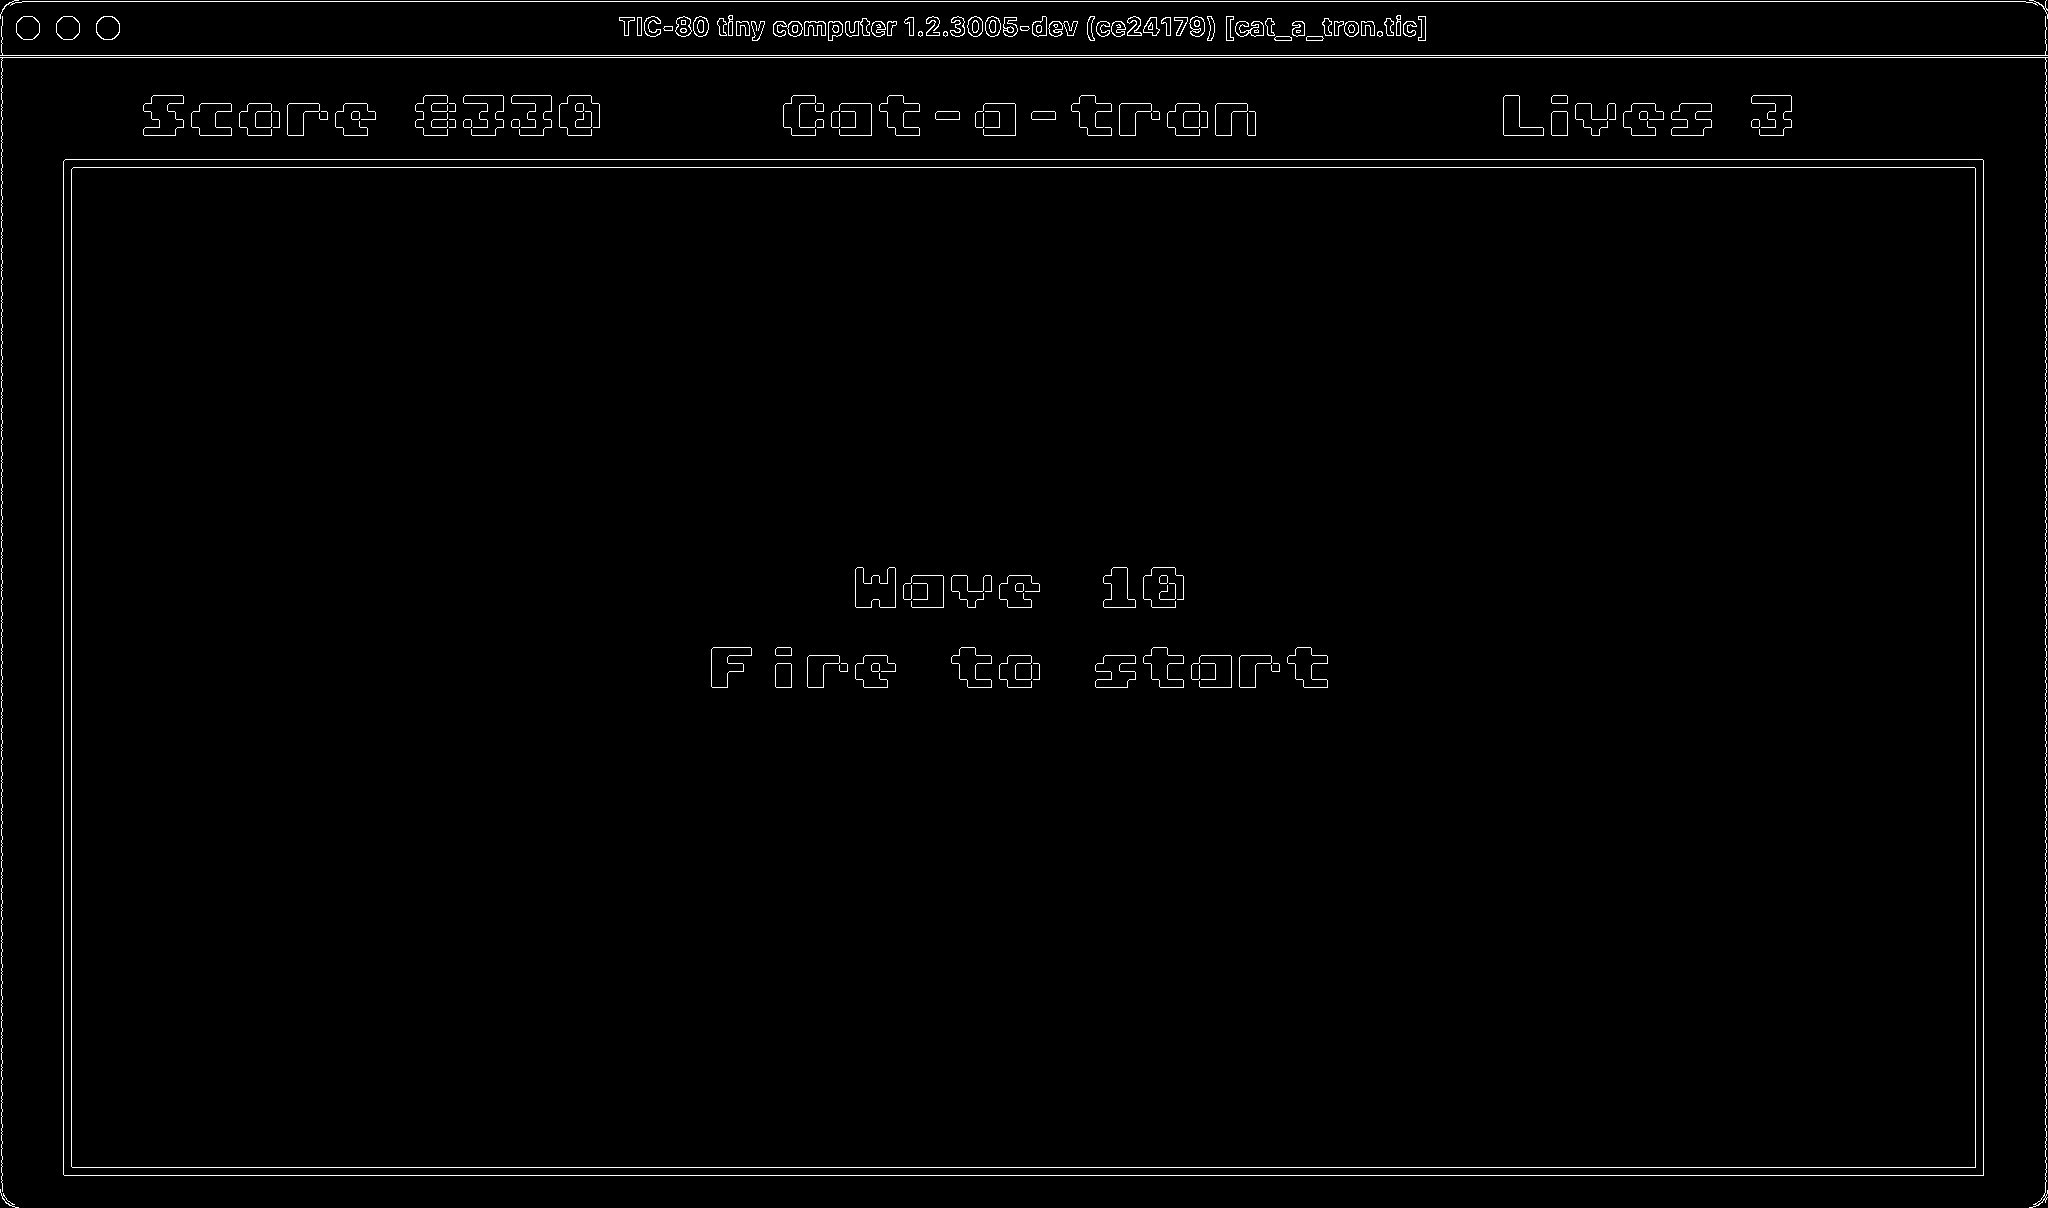 TIC-80 tiny computer 1.2.3005-dev (ce24179) [cat_a_tron.tic]
Score 8330 Cat-a-tron Lives 3
Wave 10
Fire to start